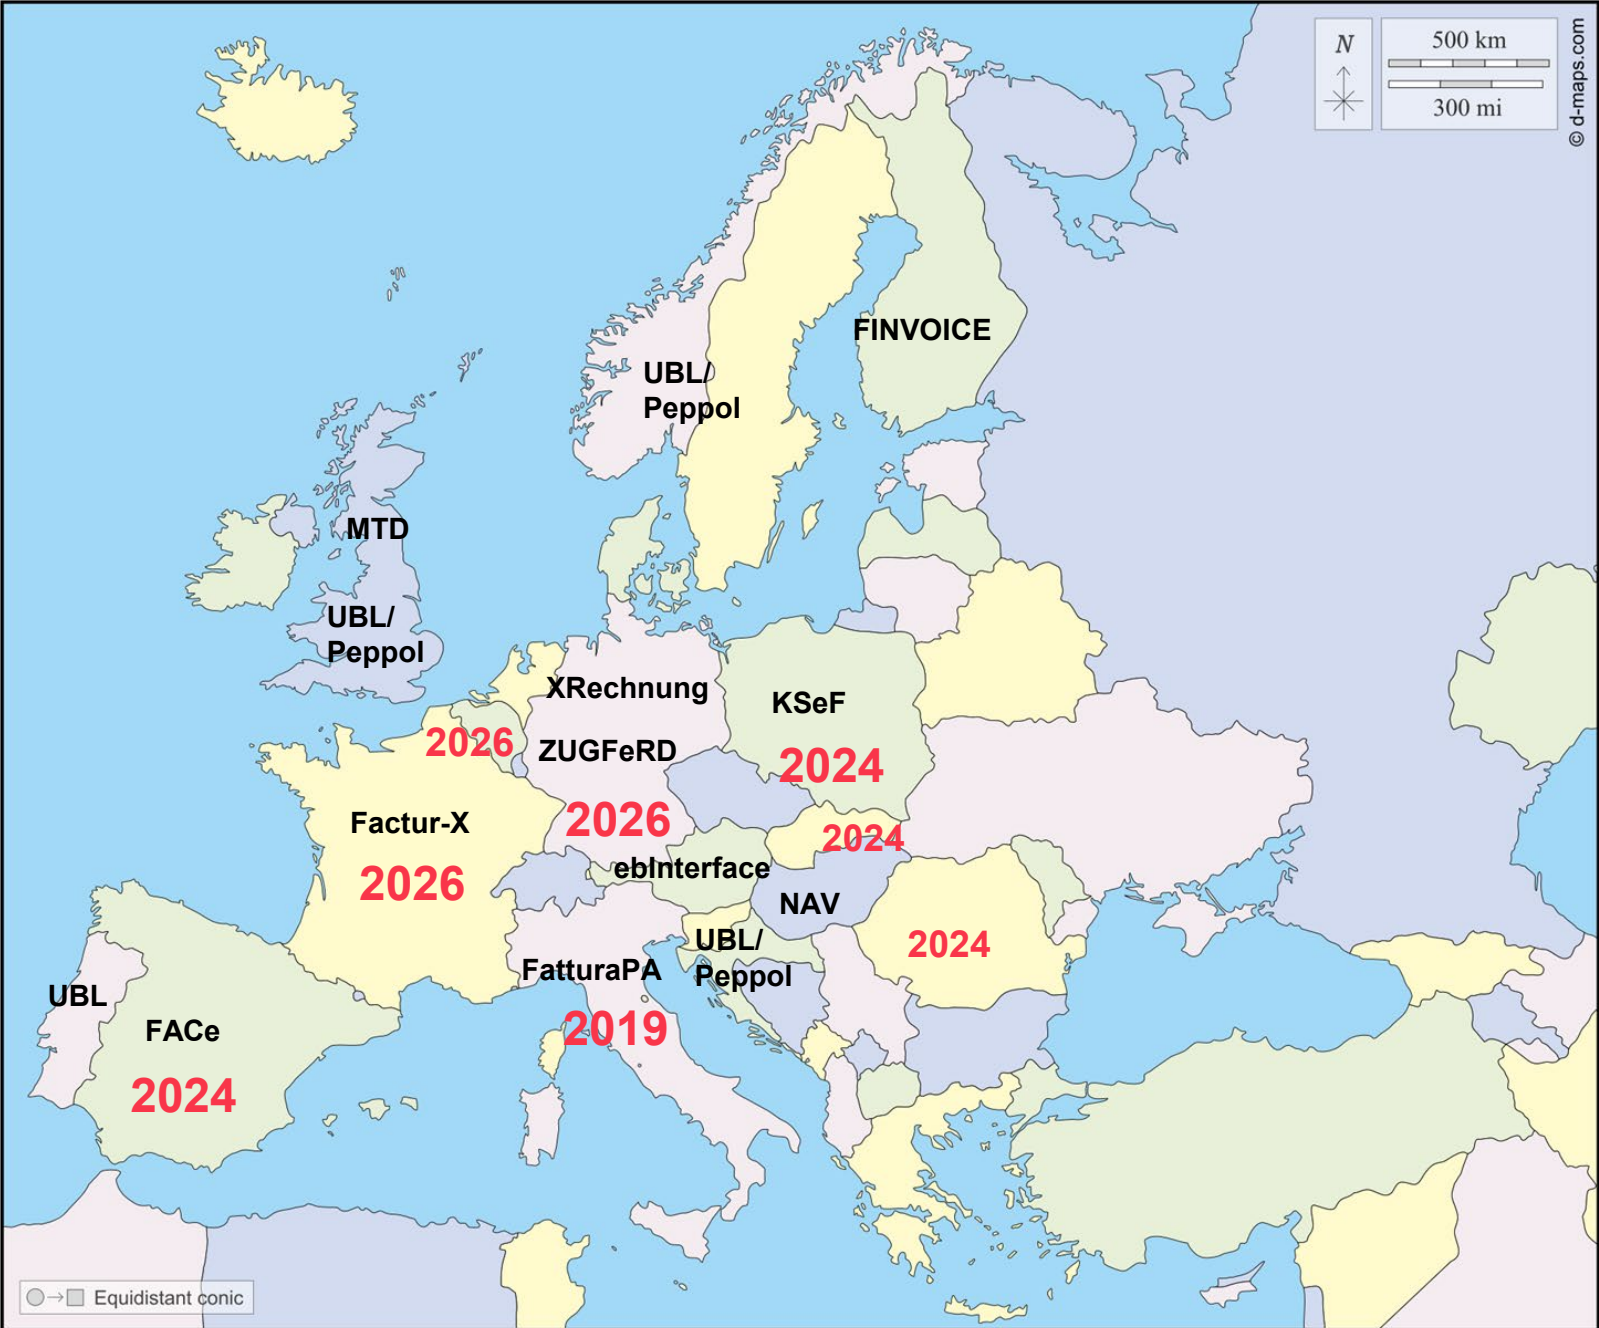 N
500 km
300 mi
© d-maps.com
FINVOICE
UBL/
Peppol
MTD
UBL/
Peppol
XRechnung
KSeF
2026
ZUGFeRD
2024
Factur-X
2026
2024
2026
ebInterface
NAV
UBL/
Peppol
2024
FatturaPA
UBL
FACe
2019
2024
Equidistant conic